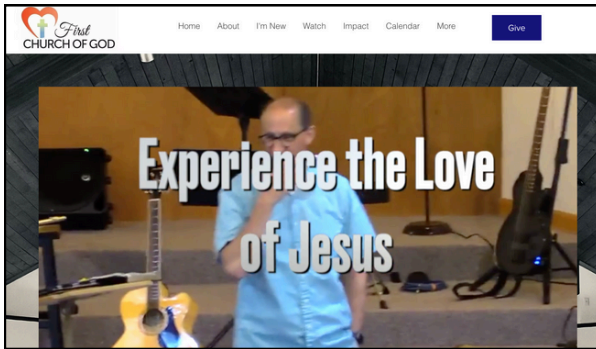 First
CHURCH OF GOD
Home About I'm New Watch Impact Calendar More Give
Experience the Love
of Jesus